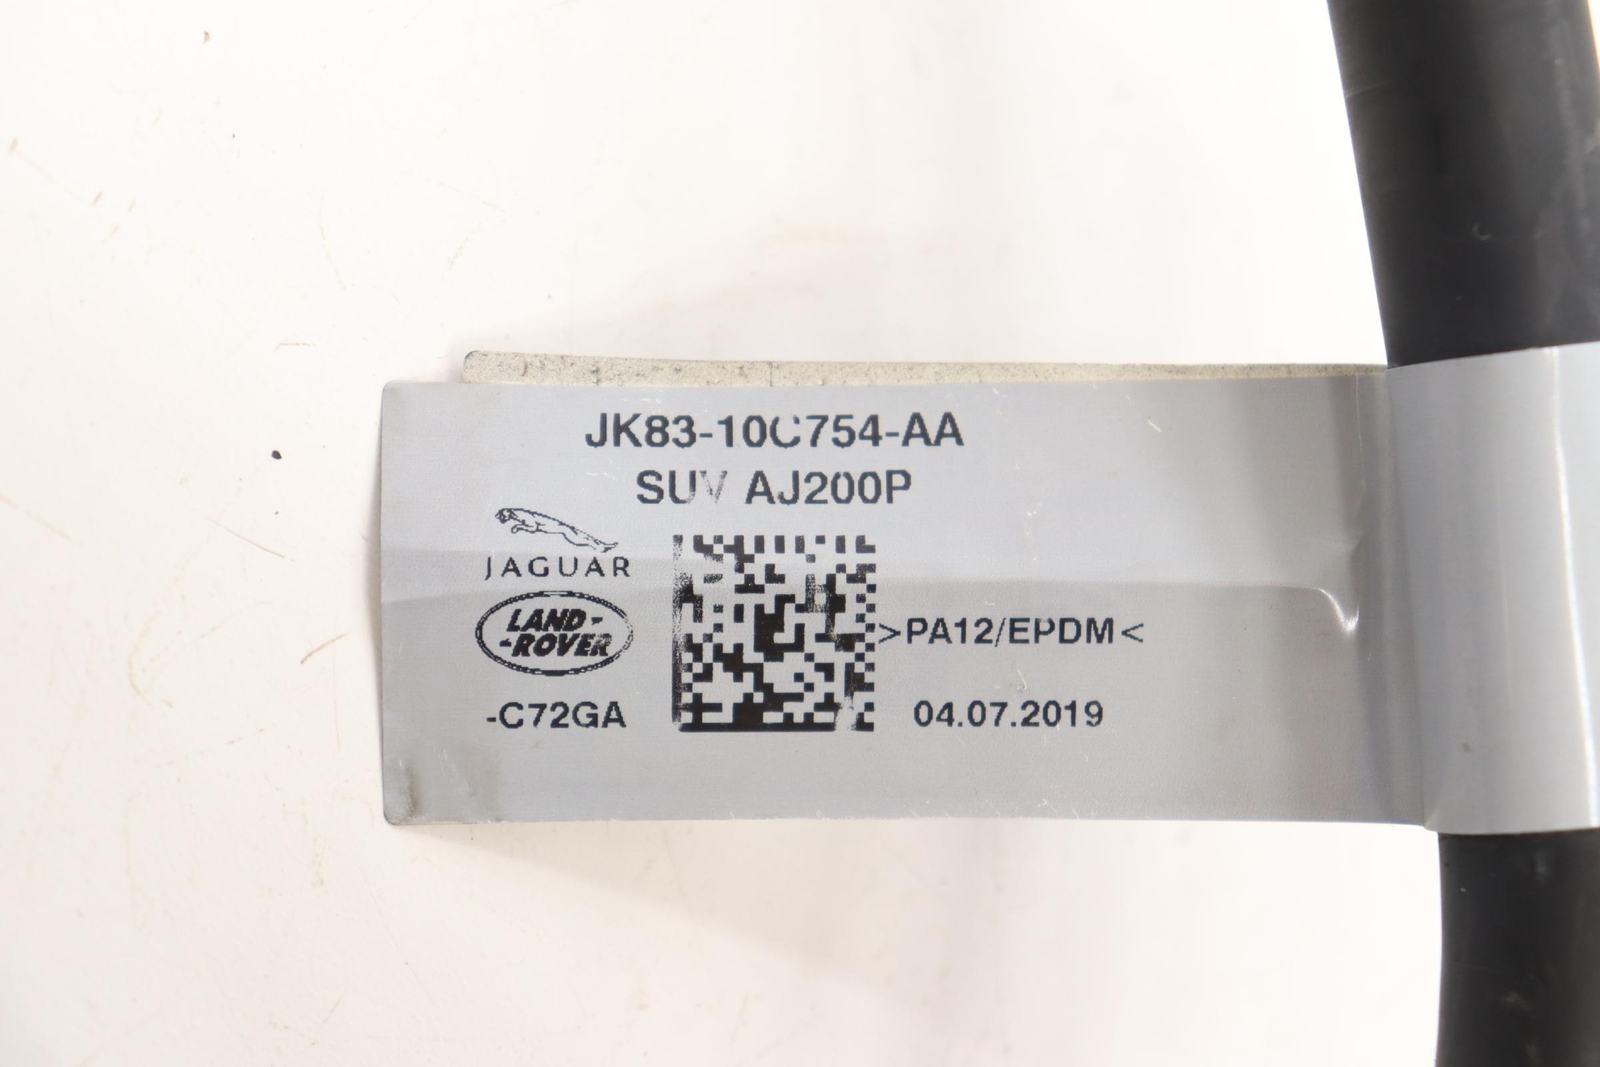 JK83-10C754-AA
SUV AJ200P
JAGUAR
LAND-
-ROVER
>PA12/EPDM<
-C72GA
04.07.2019